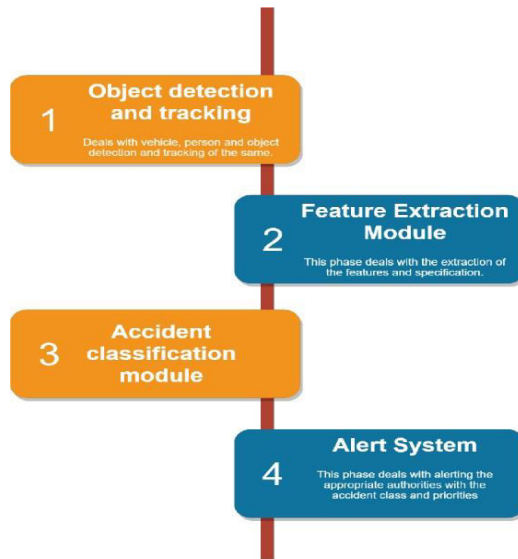 1
Object detection
and tracking
Deals with vehicle, person and object
detection and tracking of the same.
2
Feature Extraction
Module
This phase deals with the extraction of
the features and specification.
3
Accident
classification
module
4
Alert System
This phase deals with alerting the
appropriate authorities with the
accident class and priorities